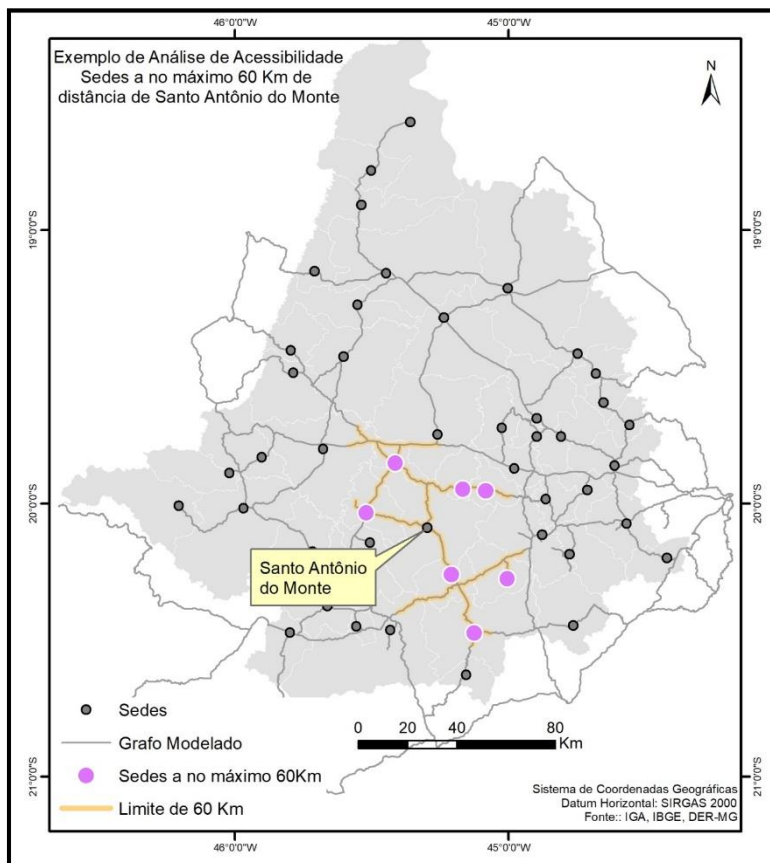 46°0'0"W
45°0'0"W
Exemplo de Análise de Acessibilidade
Sedes a no máximo 60 Km de
distância de Santo Antônio do Monte
N
19°0'0"S
19°0'0"S
20°0'0"S
20°0'0"S
Santo Antônio
do Monte
Sedes
Grafo Modelado
Sedes a no máximo 60Km
Limite de 60 Km
0 20 40 80
Km
21°0'0"S
21°0'0"S
Sistema de Coordenadas Geográficas
Datum Horizontal: SIRGAS 2000
Fonte:: IGA, IBGE, DER-MG
46°0'0"W
45°0'0"W